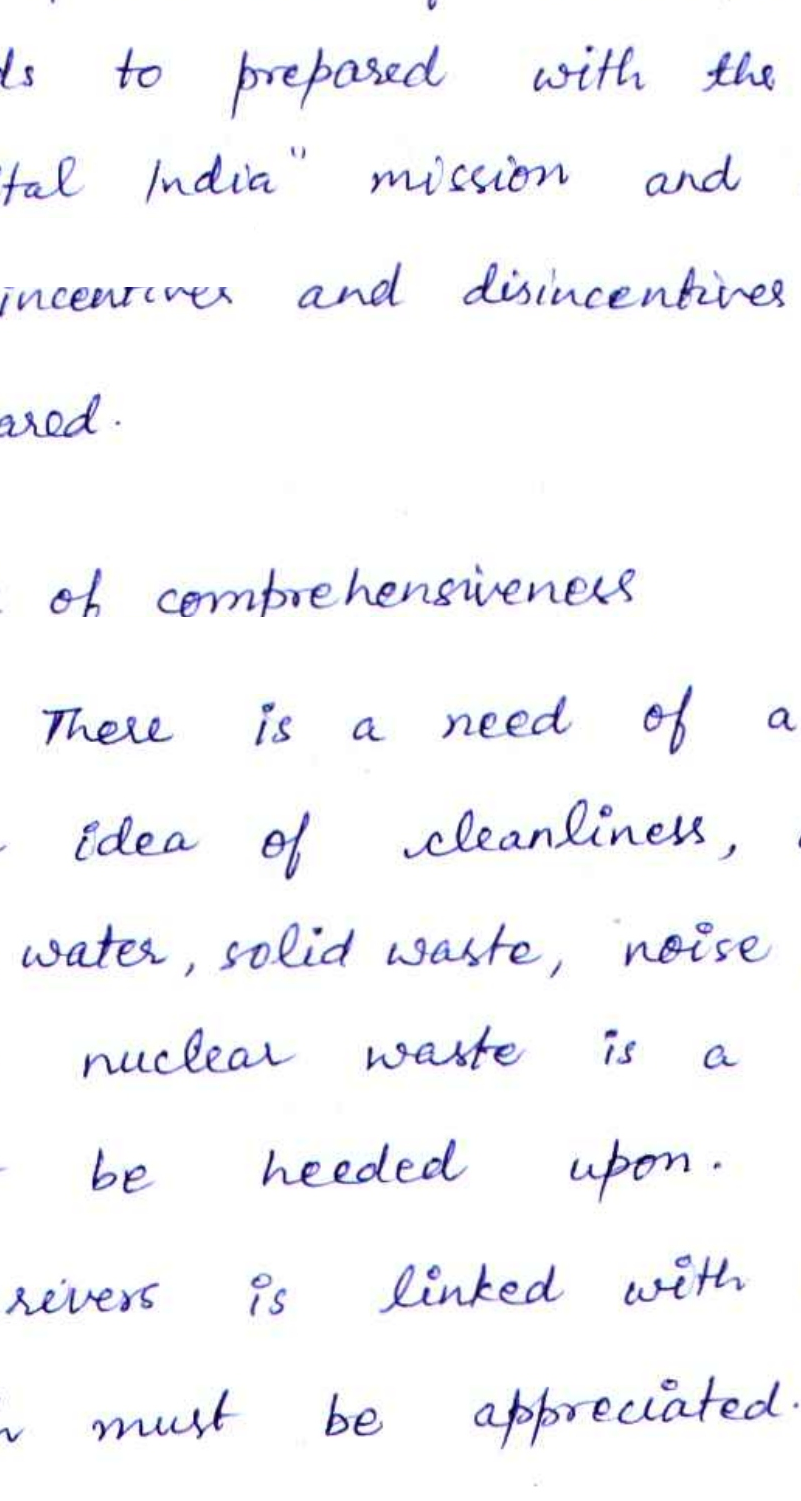 ds to prepared with the
tal India" mission and
incentives and disincentives
ared.
of comprehensiveness
There is a need of a
idea of cleanliness,
water, solid waste, noise
nuclear waste is a
be heeded upon.
rivers is linked with
must be appreciated.